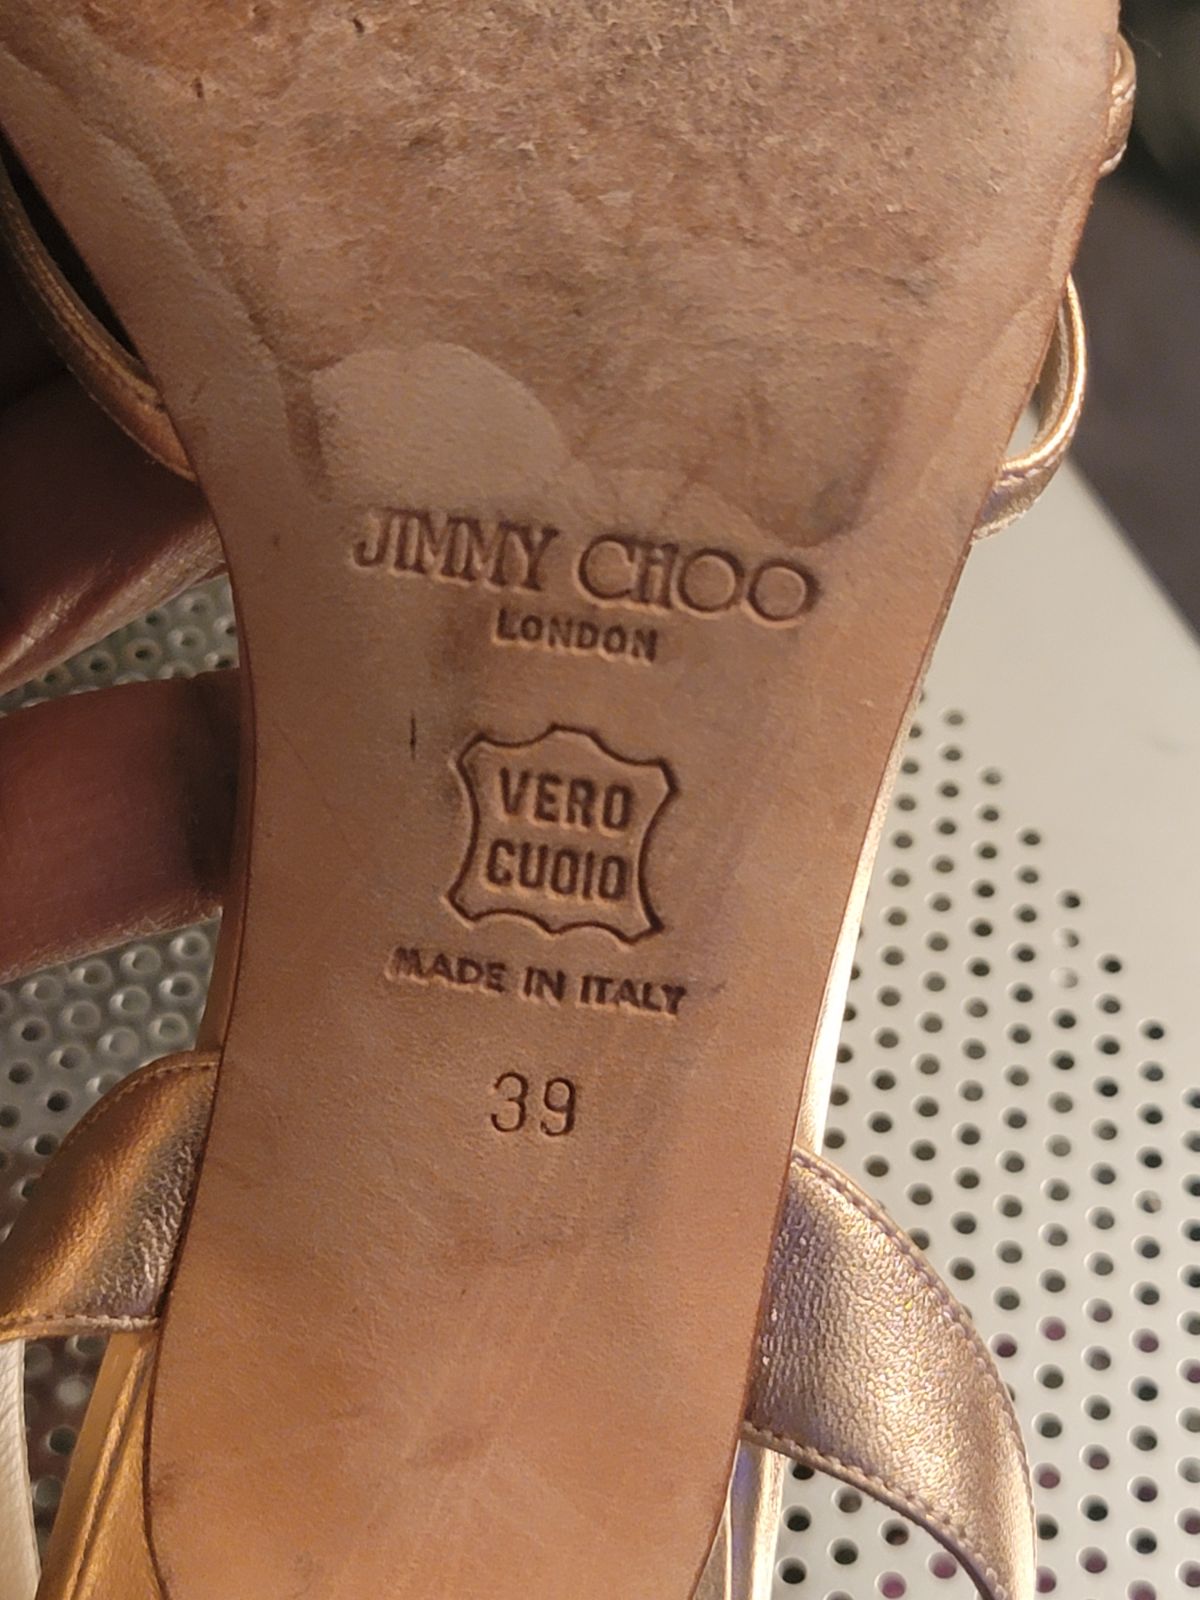 JIMMY CHOO
LONDON
VERO
CUOIO
MADE IN ITALY
39